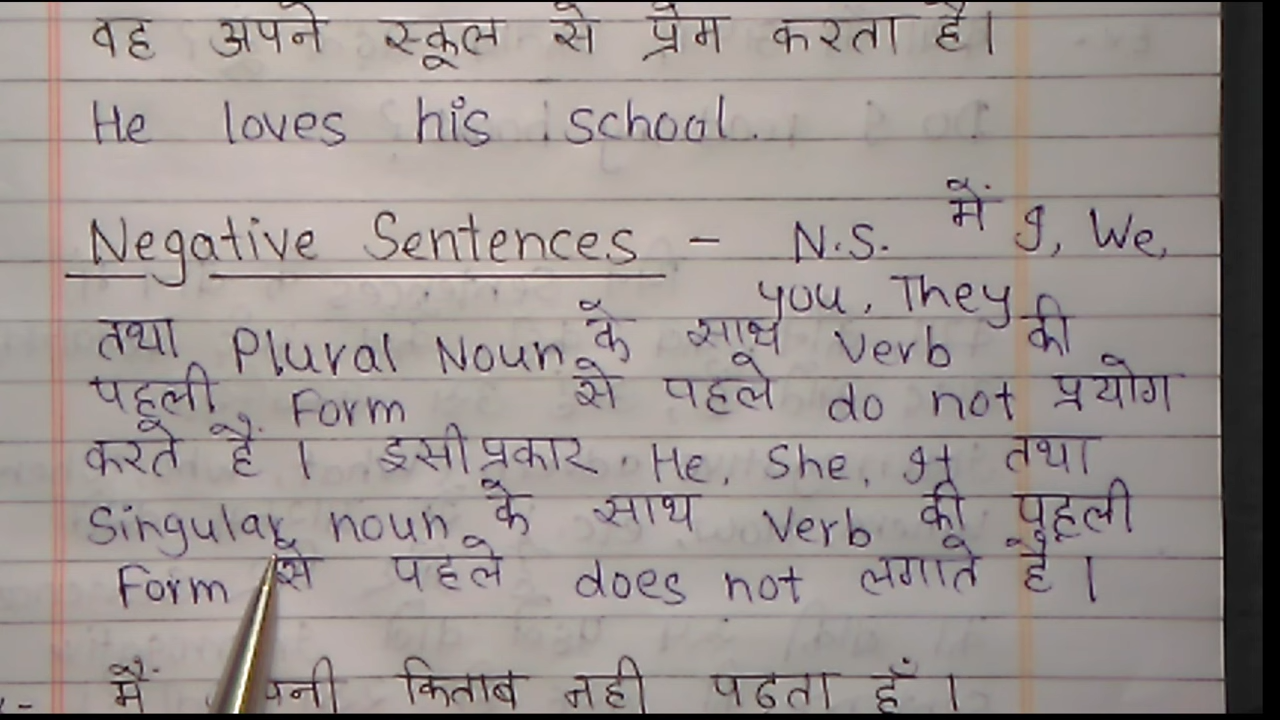 वह अपने स्कूल से प्रेम करता है।
He loves his school.
Negative Sentences - N.S. में I, We,
you, They
तथा Plural Noun के साथ Verb की
पहली Form से पहले do not प्रयोग
करते हैं । इसी प्रकार He, She, It तथा
Singular noun के साथ Verb की पहली
Form से पहले does not लगाते हैं ।
मैं किताब नही पढता हूँ ।